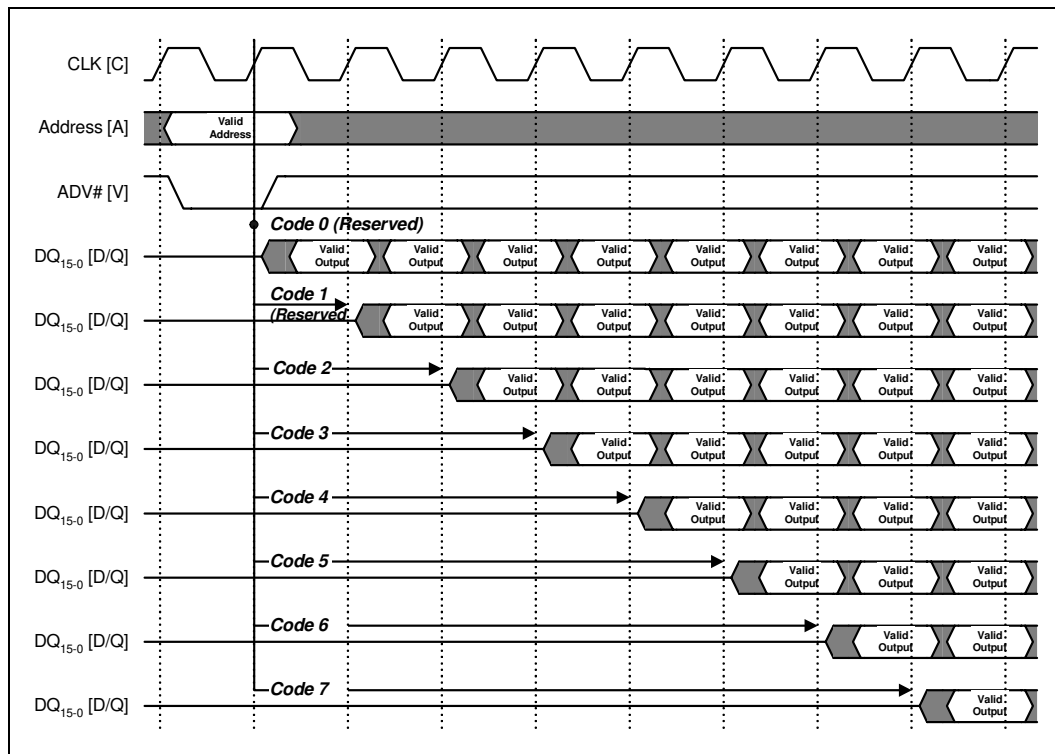 CLK [C]
Address [A]
Valid
Address
ADV# [V]
Code 0 (Reserved)
DQ15-0 [D/Q]
Valid Valid Valid Valid Valid Valid Valid Valid
Output Output Output Output Output Output Output Output
Code 1
(Reserved
DQ15-0 [D/Q]
Valid Valid Valid Valid Valid Valid Valid
Output Output Output Output Output Output Output
Code 2
DQ15-0 [D/Q]
Valid Valid Valid Valid Valid Valid
Output Output Output Output Output Output
Code 3
DQ15-0 [D/Q]
Valid Valid Valid Valid Valid
Output Output Output Output Output
Code 4
DQ15-0 [D/Q]
Valid Valid Valid Valid
Output Output Output Output
Code 5
DQ15-0 [D/Q]
Valid Valid Valid
Output Output Output
Code 6
DQ15-0 [D/Q]
Valid Valid
Output Output
Code 7
DQ15-0 [D/Q]
Valid
Output